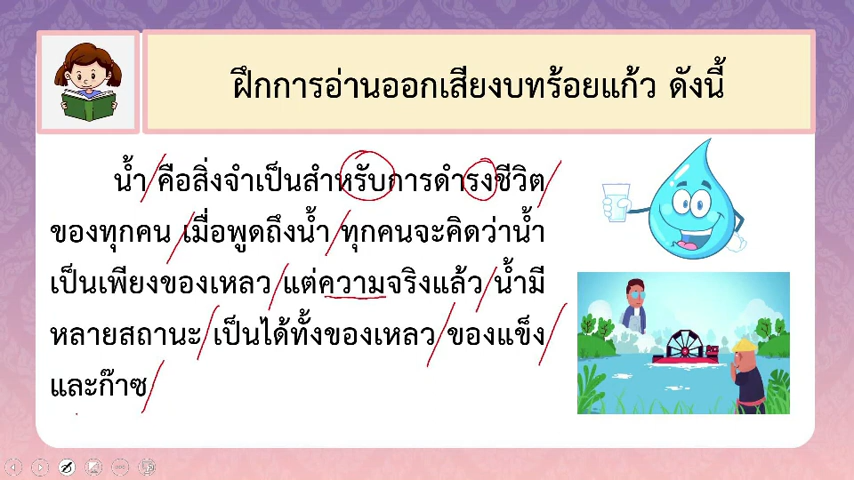 ฝึกการอ่านออกเสียงบทร้อยแก้ว ดังนี้
น้ำ คือสิ่งจำเป็นสำหรับการดำรงชีวิต
ของทุกคน เมื่อพูดถึงน้ำ ทุกคนจะคิดว่าน้ำ
เป็นเพียงของเหลว แต่ความจริงแล้ว น้ำมี
หลายสถานะ เป็นได้ทั้งของเหลว ของแข็ง
และก๊าซ